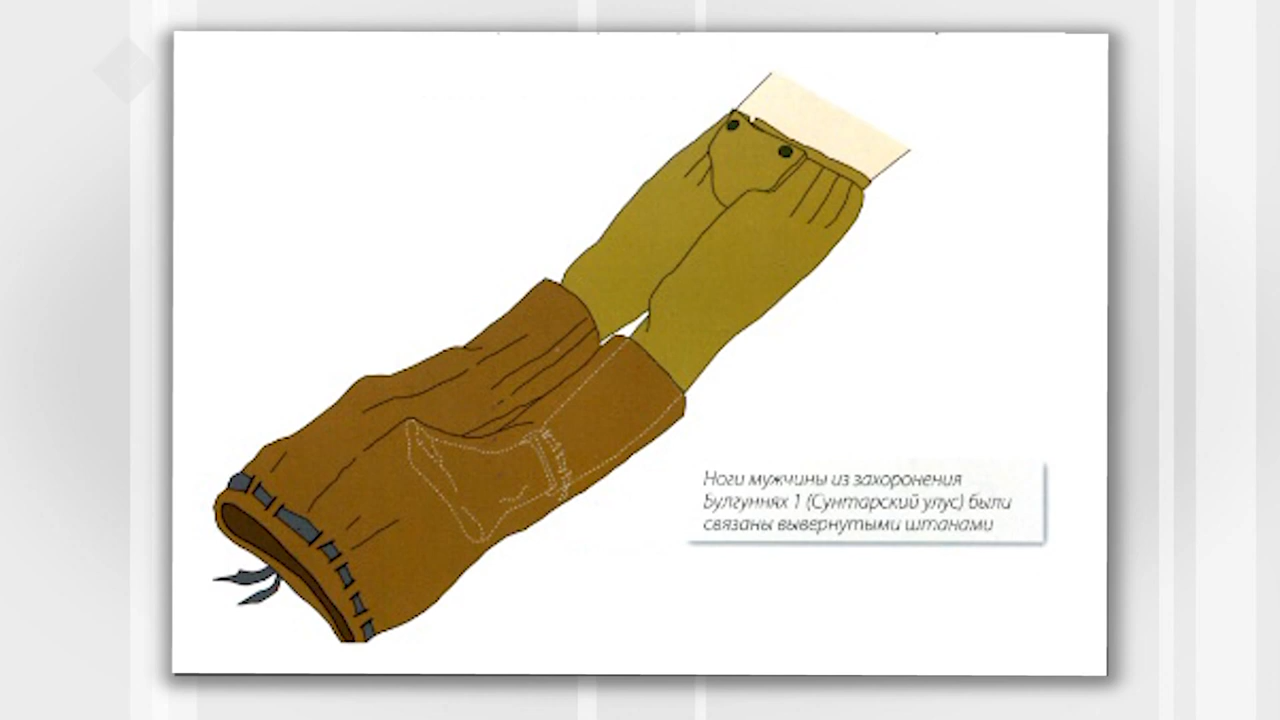 Ноги мужчины из захоронения
Булгуннях 1 (Сунтарский улус) были
связаны вывернутыми штанами